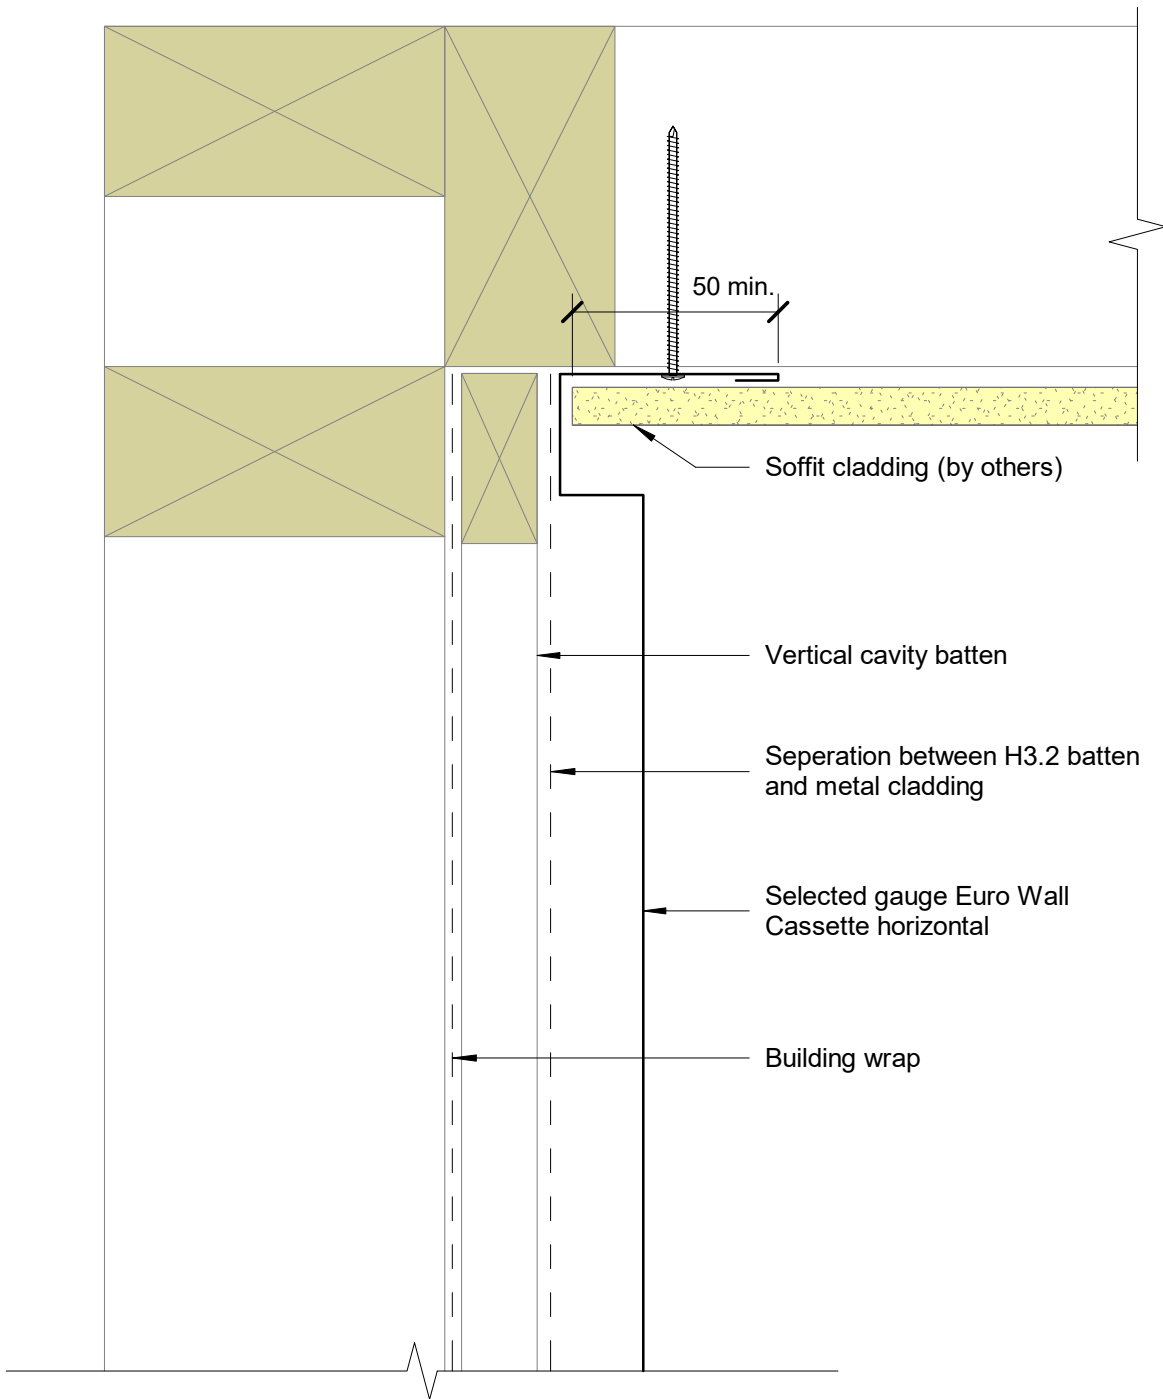 50 min.
Soffit cladding (by others)
Vertical cavity batten
Seperation between H3.2 batten
and metal cladding
Selected gauge Euro Wall
Cassette horizontal
Building wrap